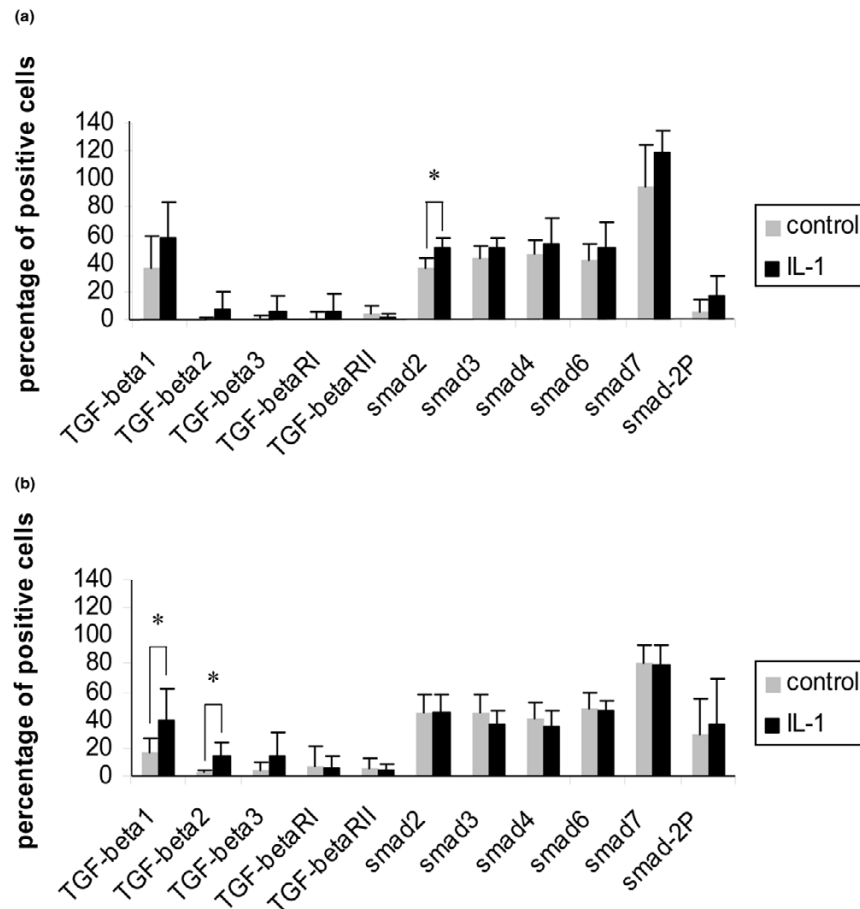 (a)
percentage of positive cells
140
120
100
80
60
40
20
0
*
control
IL-1
TGF-beta1
TGF-beta2
TGF-beta3
TGF-betaRI
TGF-betaRII
smad2
smad3
smad4
smad6
smad7
smad-2P
(b)
percentage of positive cells
140
120
100
80
60
40
20
0
*
*
control
IL-1
TGF-beta1
TGF-beta2
TGF-beta3
TGF-betaRI
TGF-betaRII
smad2
smad3
smad4
smad6
smad7
smad-2P